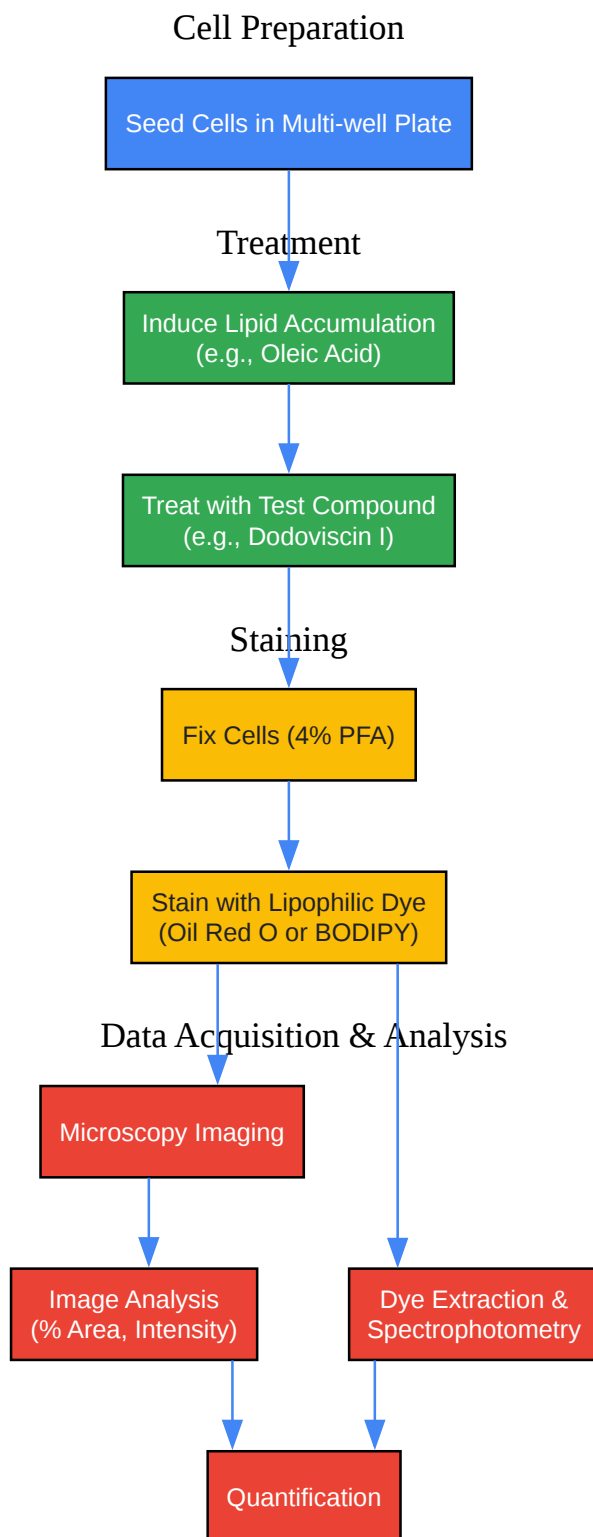 Cell Preparation
Seed Cells in Multi-well Plate
Treatment
Induce Lipid Accumulation
(e.g., Oleic Acid)
Treat with Test Compound
(e.g., Dodoviscin I)
Staining
Fix Cells (4% PFA)
Stain with Lipophilic Dye
(Oil Red O or BODIPY)
Data Acquisition & Analysis
Microscopy Imaging
Image Analysis
(% Area, Intensity)
Dye Extraction &
Spectrophotometry
Quantification